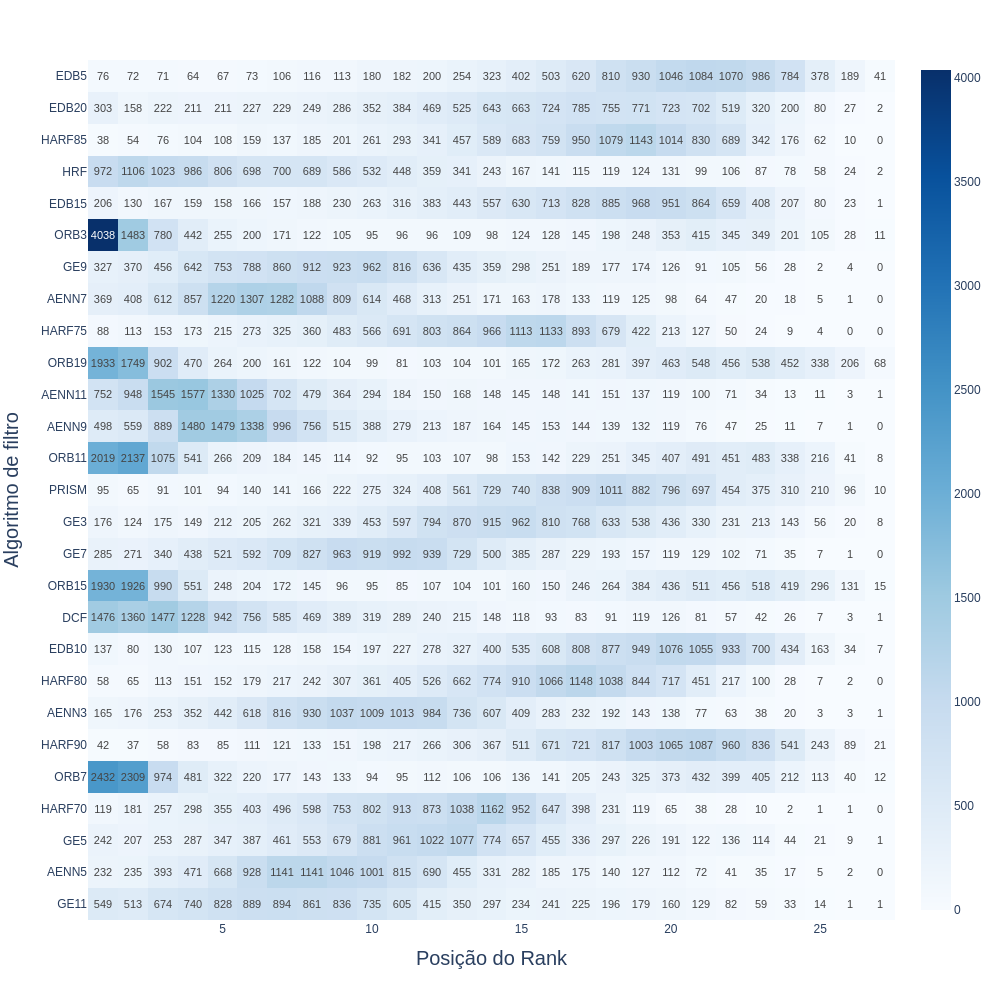 EDB5 76 72 71 64 67 73 106 116 113 180 182 200 254 323 402 503 620 810 930 1046 1084 1070 986 784 378 189 41
EDB20 303 158 222 211 211 227 229 249 286 352 384 469 525 643 663 724 785 755 771 723 702 519 320 200 80 27 2
HARF85 38 54 76 104 108 159 137 185 201 261 293 341 457 589 683 759 950 1079 1143 1014 830 689 342 176 62 10 0
HRF 972 1106 1023 986 806 698 700 689 586 532 448 359 341 243 167 141 115 119 124 131 99 106 87 78 58 24 2
EDB15 206 130 167 159 158 166 157 188 230 263 316 383 443 557 630 713 828 885 968 951 864 659 408 207 80 23 1
ORB3 4038 1483 780 442 255 200 171 122 105 95 96 96 109 98 124 128 145 198 248 353 415 345 349 201 105 28 11
GE9 327 370 456 642 753 788 860 912 923 962 816 636 435 359 298 251 189 177 174 126 91 105 56 28 2 4 0
AENN7 369 408 612 857 1220 1307 1282 1088 809 614 468 313 251 171 163 178 133 119 125 98 64 47 20 18 5 1 0
HARF75 88 113 153 173 215 273 325 360 483 566 691 803 864 966 1113 1133 893 679 422 213 127 50 24 9 4 0 0
ORB19 1933 1749 902 470 264 200 161 122 104 99 81 103 104 101 165 172 263 281 397 463 548 456 538 452 338 206 68
AENN11 752 948 1545 1577 1330 1025 702 479 364 294 184 150 168 148 145 148 141 151 137 119 100 71 34 13 11 3 1
AENN9 498 559 889 1480 1479 1338 996 756 515 388 279 213 187 164 145 153 144 139 132 119 76 47 25 11 7 1 0
ORB11 2019 2137 1075 541 266 209 184 145 114 92 95 103 107 98 153 142 229 251 345 407 491 451 483 338 216 41 8
PRISM 95 65 91 101 94 140 141 166 222 275 324 408 561 729 740 838 909 1011 882 796 697 454 375 310 210 96 10
GE3 176 124 175 149 212 205 262 321 339 453 597 794 870 915 962 810 768 633 538 436 330 231 213 143 56 20 8
GE7 285 271 340 438 521 592 709 827 963 919 992 939 729 500 385 287 229 193 157 119 129 102 71 35 7 1 0
ORB15 1930 1926 990 551 248 204 172 145 96 95 85 107 104 101 160 150 246 264 384 436 511 456 518 419 296 131 15
DCF 1476 1360 1477 1228 942 756 585 469 389 319 289 240 215 148 118 93 83 91 119 126 81 57 42 26 7 3 1
EDB10 137 80 130 107 123 115 128 158 154 197 227 278 327 400 535 608 808 877 949 1076 1055 933 700 434 163 34 7
HARF80 58 65 113 151 152 179 217 242 307 361 405 526 662 774 910 1066 1148 1038 844 717 451 217 100 28 7 2 0
AENN3 165 176 253 352 442 618 816 930 1037 1009 1013 984 736 607 409 283 232 192 143 138 77 63 38 20 3 3 1
HARF90 42 37 58 83 85 111 121 133 151 198 217 266 306 367 511 671 721 817 1003 1065 1087 960 836 541 243 89 21
ORB7 2432 2309 974 481 322 220 177 143 133 94 95 112 106 106 136 141 205 243 325 373 432 399 405 212 113 40 12
HARF70 119 181 257 298 355 403 496 598 753 802 913 873 1038 1162 952 647 398 231 119 65 38 28 10 2 1 1 0
GE5 242 207 253 287 347 387 461 553 679 881 961 1022 1077 774 657 455 336 297 226 191 122 136 114 44 21 9 1
AENN5 232 235 393 471 668 928 1141 1141 1046 1001 815 690 455 331 282 185 175 140 127 112 72 41 35 17 5 2 0
GE11 549 513 674 740 828 889 894 861 836 735 605 415 350 297 234 241 225 196 179 160 129 82 59 33 14 1 1
5 10 15 20 25
Posição do Rank
Algoritmo de filtro
4000
3500
3000
2500
2000
1500
1000
500
0